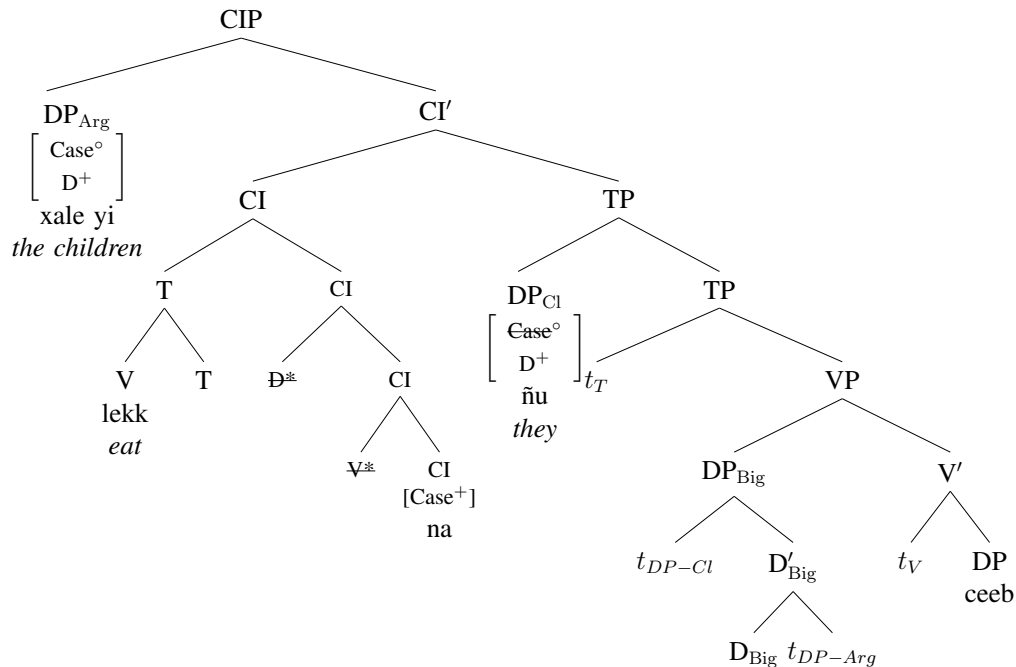 CIP
DP_Arg CI′
Case°
D⁺
xale yi
the children
CI TP
T CI DP_Cl TP
Case°
D⁺
ñu
they
V T D* CI t_T VP
lekk
eat
V* CI DP_Big V′
[Case⁺]
na
t_DP−Cl D′_Big t_V DP
ceeb
D_Big t_DP−Arg